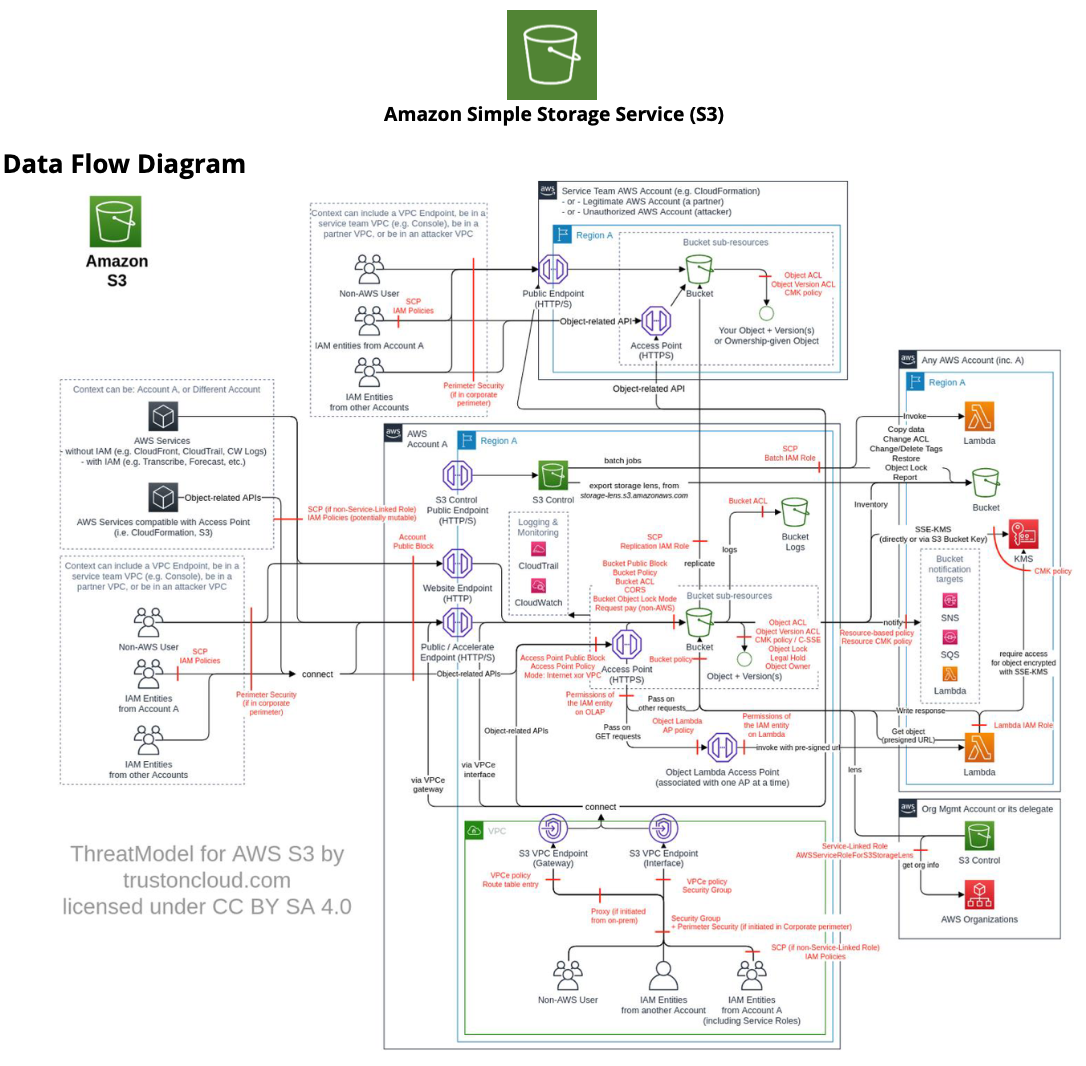 Amazon Simple Storage Service (S3)
Data Flow Diagram
Amazon
S3
Context can include a VPC Endpoint, be in a
service team VPC (e.g. Console), be in a
partner VPC, or be in an attacker VPC
Non-AWS User
SCP
IAM Policies
IAM entities from Account A
IAM Entities
from other Accounts
Perimeter Security
(if in corporate
perimeter)
aws
Service Team AWS Account (e.g. CloudFormation)
- or - Legitimate AWS Account (a partner)
- or - Unauthorized AWS Account (attacker)
Region A
Public Endpoint
(HTTP/S)
Bucket sub-resources
Bucket
Object ACL
Object Version ACL
CMK policy
Your Object + Version(s)
or Ownership-given Object
Object-related API
Access Point
(HTTPS)
Object-related API
Context can be: Account A, or Different Account
AWS Services
- without IAM (e.g. CloudFront, CloudTrail, CW Logs)
- with IAM (e.g. Transcribe, Forecast, etc.)
Object-related APIs
AWS Services compatible with Access Point
(i.e. CloudFormation, S3)
SCP (if non-Service-Linked Role)
IAM Policies (potentially mutable)
Context can include a VPC Endpoint, be in a
service team VPC (e.g. Console), be in a
partner VPC, or be in an attacker VPC
Non-AWS User
SCP
IAM Policies
IAM Entities
from Account A
IAM Entities
from other Accounts
Perimeter Security
(if in corporate
perimeter)
connect
Account
Public Block
aws
AWS
Account A
Region A
S3 Control
Public Endpoint
(HTTP/S)
S3 Control
batch jobs
export storage lens, from
storage-lens.s3.amazonaws.com
SCP
Batch IAM Role
Logging &
Monitoring
CloudTrail
CloudWatch
Website Endpoint
(HTTP)
Public / Accelerate
Endpoint (HTTP/S)
Object-related APIs
SCP
Replication IAM Role
replicate
Bucket ACL
logs
Bucket
Logs
Bucket Public Block
Bucket Policy
Bucket ACL
CORS
Bucket Object Lock Mode
Request pay (non-AWS)
Bucket sub-resources
Bucket
Object ACL
Object Version ACL
CMK policy / C-SSE
Object Lock
Legal Hold
Object Owner
Object + Version(s)
Access Point Public Block
Access Point Policy
Mode: Internet xor VPC
Access Point
(HTTPS)
Bucket policy
Permissions of
the IAM entity
on OLAP
Pass on
other requests
Pass on
GET requests
Object Lambda
AP policy
Permissions of
the IAM entity
on Lambda
invoke with pre-signed url
Object Lambda Access Point
(associated with one AP at a time)
Object-related APIs
via VPCe
interface
via VPCe
gateway
connect
VPC
S3 VPC Endpoint
(Gateway)
S3 VPC Endpoint
(Interface)
VPCe policy
Route table entry
VPCe policy
Security Group
Proxy (if initiated
from on-prem)
Security Group
+ Perimeter Security (if initiated in Corporate perimeter)
SCP (if non-Service-Linked Role)
IAM Policies
Non-AWS User
IAM Entities
from another Account
IAM Entities
from Account A
(including Service Roles)
aws
Any AWS Account (inc. A)
Region A
Invoke
Lambda
Copy data
Change ACL
Change/Delete Tags
Restore
Object Lock
Report
Bucket
Inventory
SSE-KMS
(directly or via S3 Bucket Key)
KMS
CMK policy
Bucket
notification
targets
SNS
SQS
Lambda
notify
Resource-based policy
Resource CMK policy
require access
for object encrypted
with SSE-KMS
Write response
Lambda IAM Role
Get object
(presigned URL)
Lambda
lens
aws
Org Mgmt Account or its delegate
S3 Control
Service-Linked Role
AWSServiceRoleForS3StorageLens
get org info
AWS Organizations
ThreatModel for AWS S3 by
trustoncloud.com
licensed under CC BY SA 4.0